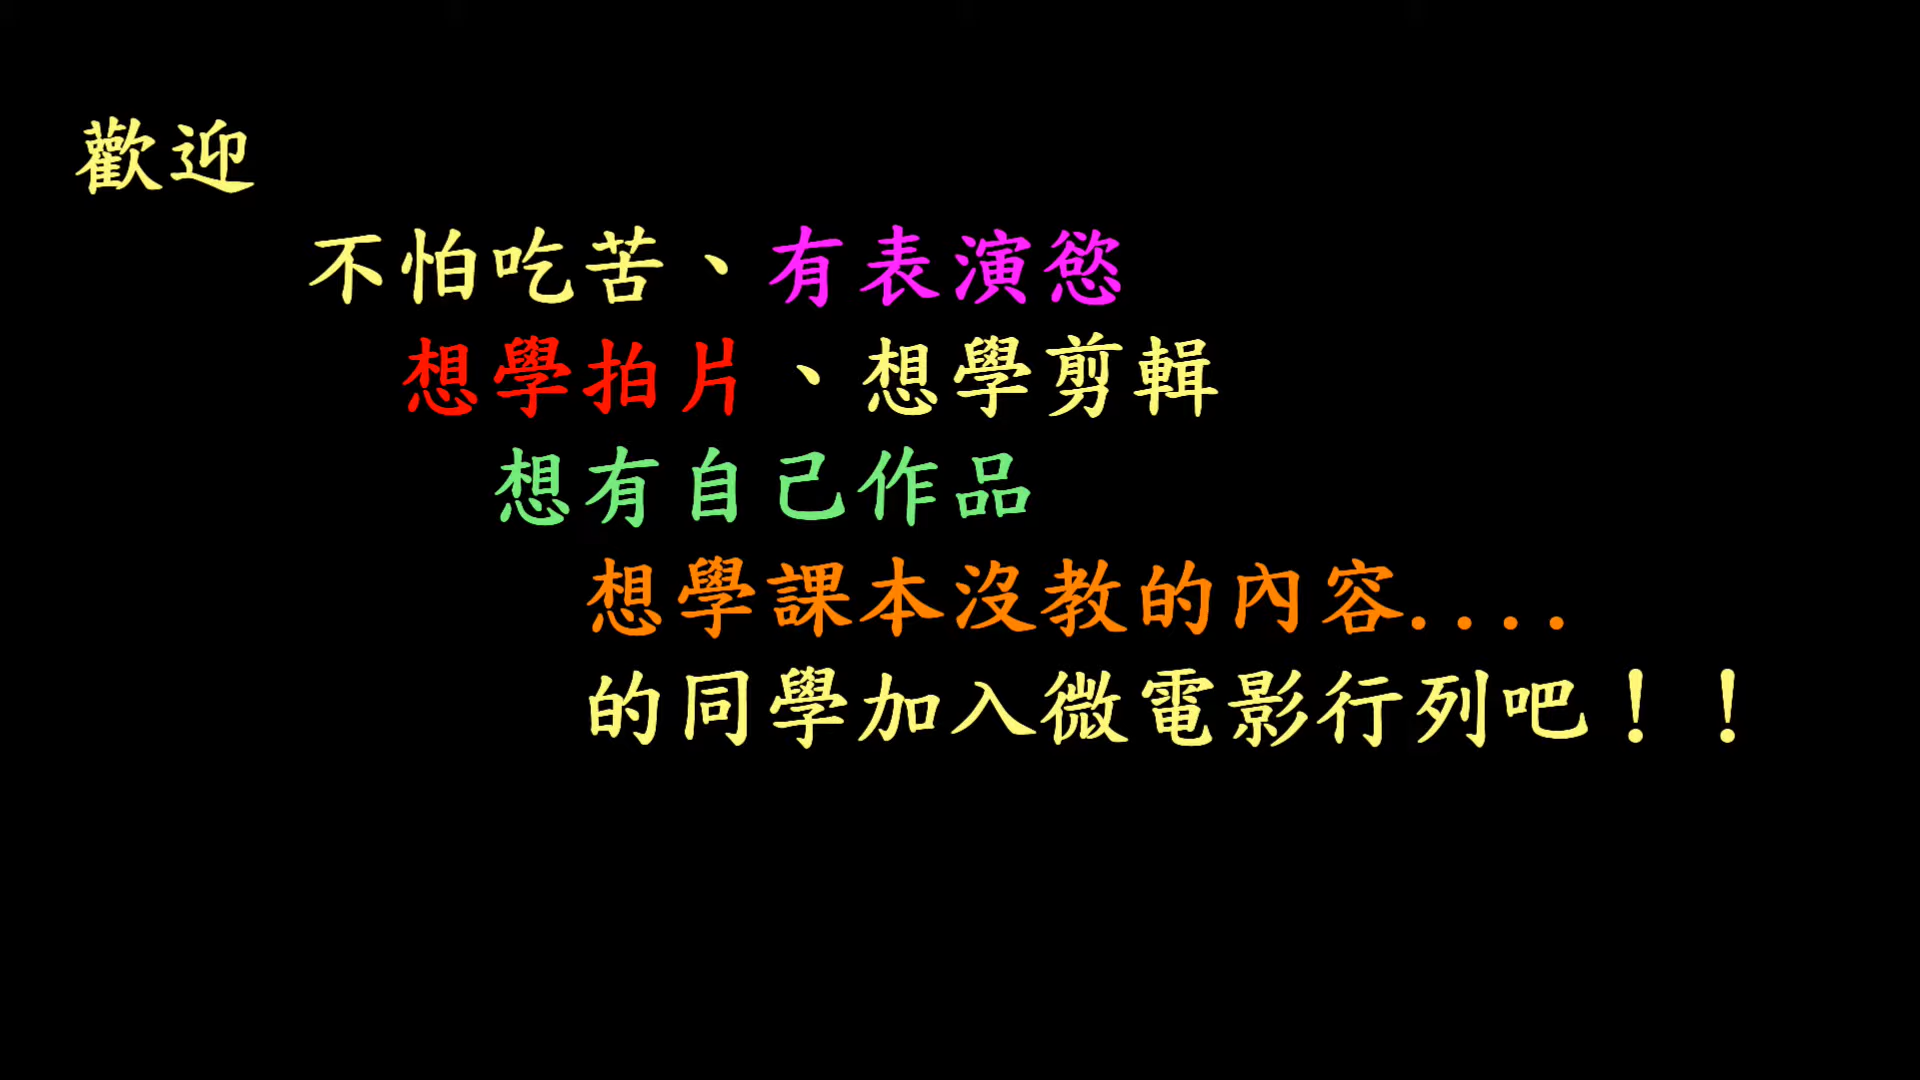 歡迎
不怕吃苦、有表演慾
想學拍片、想學剪輯
想有自己作品
想學課本沒教的內容....
的同學加入微電影行列吧！！